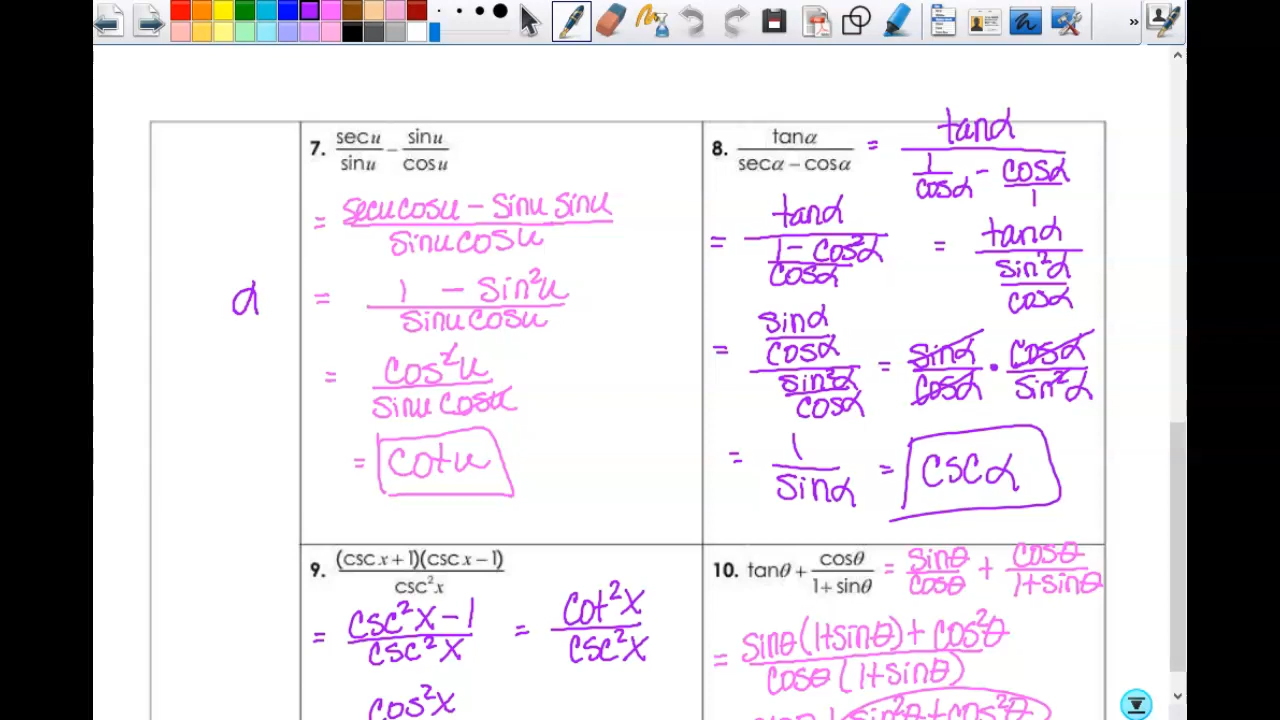 7. secu/sinu − sinu/cosu
= secu cosu − sinu sinu / sinu cosu
= 1 − sin²u / sinu cosu
= cos²u / sinu cosu
= cotu
α
8. tanα / secα − cosα = tanα / 1/cosα − cosα/1
= tanα / 1 − cos²α / cosα = tanα / sin²α / cosα
= sinα / cosα / sin²α / cosα = sinα/cosα • cosα/sin²α
= 1/sinα = cscα
9. (cscx+1)(cscx−1) / csc²x
= csc²x − 1 / csc²x = cot²x / csc²x
cos²x
10. tanθ + cosθ / 1+sinθ = sinθ/cosθ + cosθ / 1+sinθ
= sinθ(1+sinθ) + cos²θ / cosθ(1+sinθ)
sin²θ + cos²θ